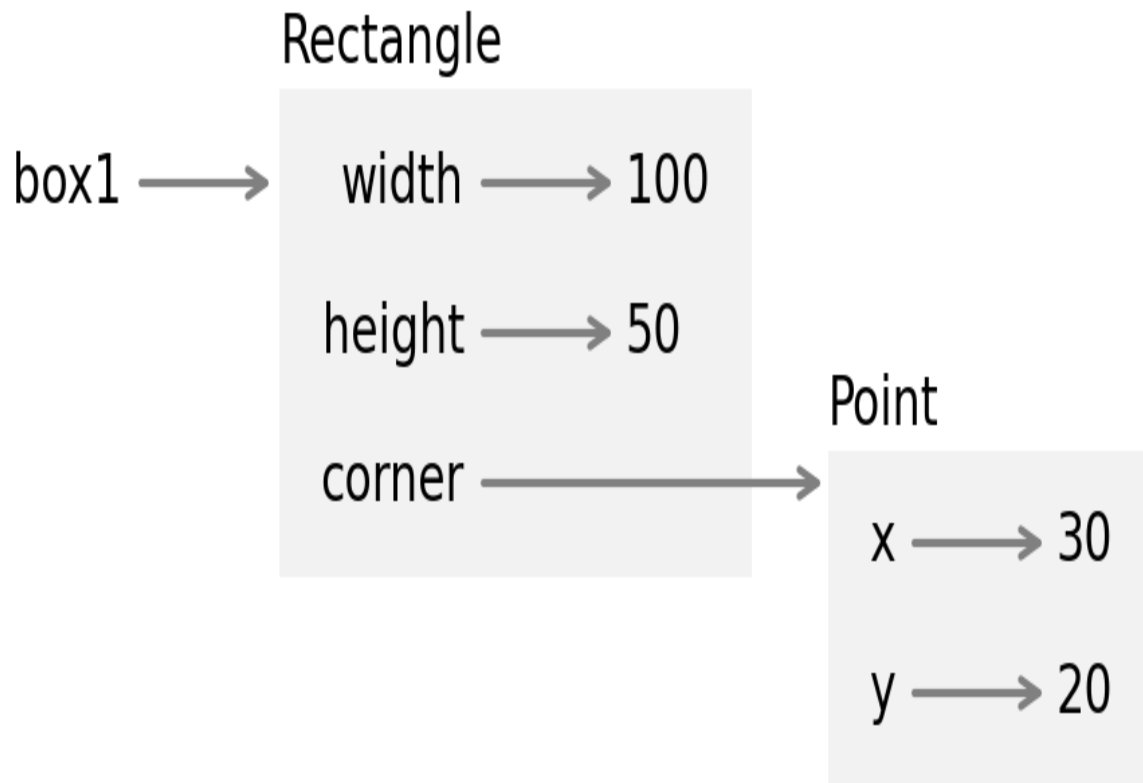 Rectangle
box1 width 100
height 50
Point
corner
x 30
y 20